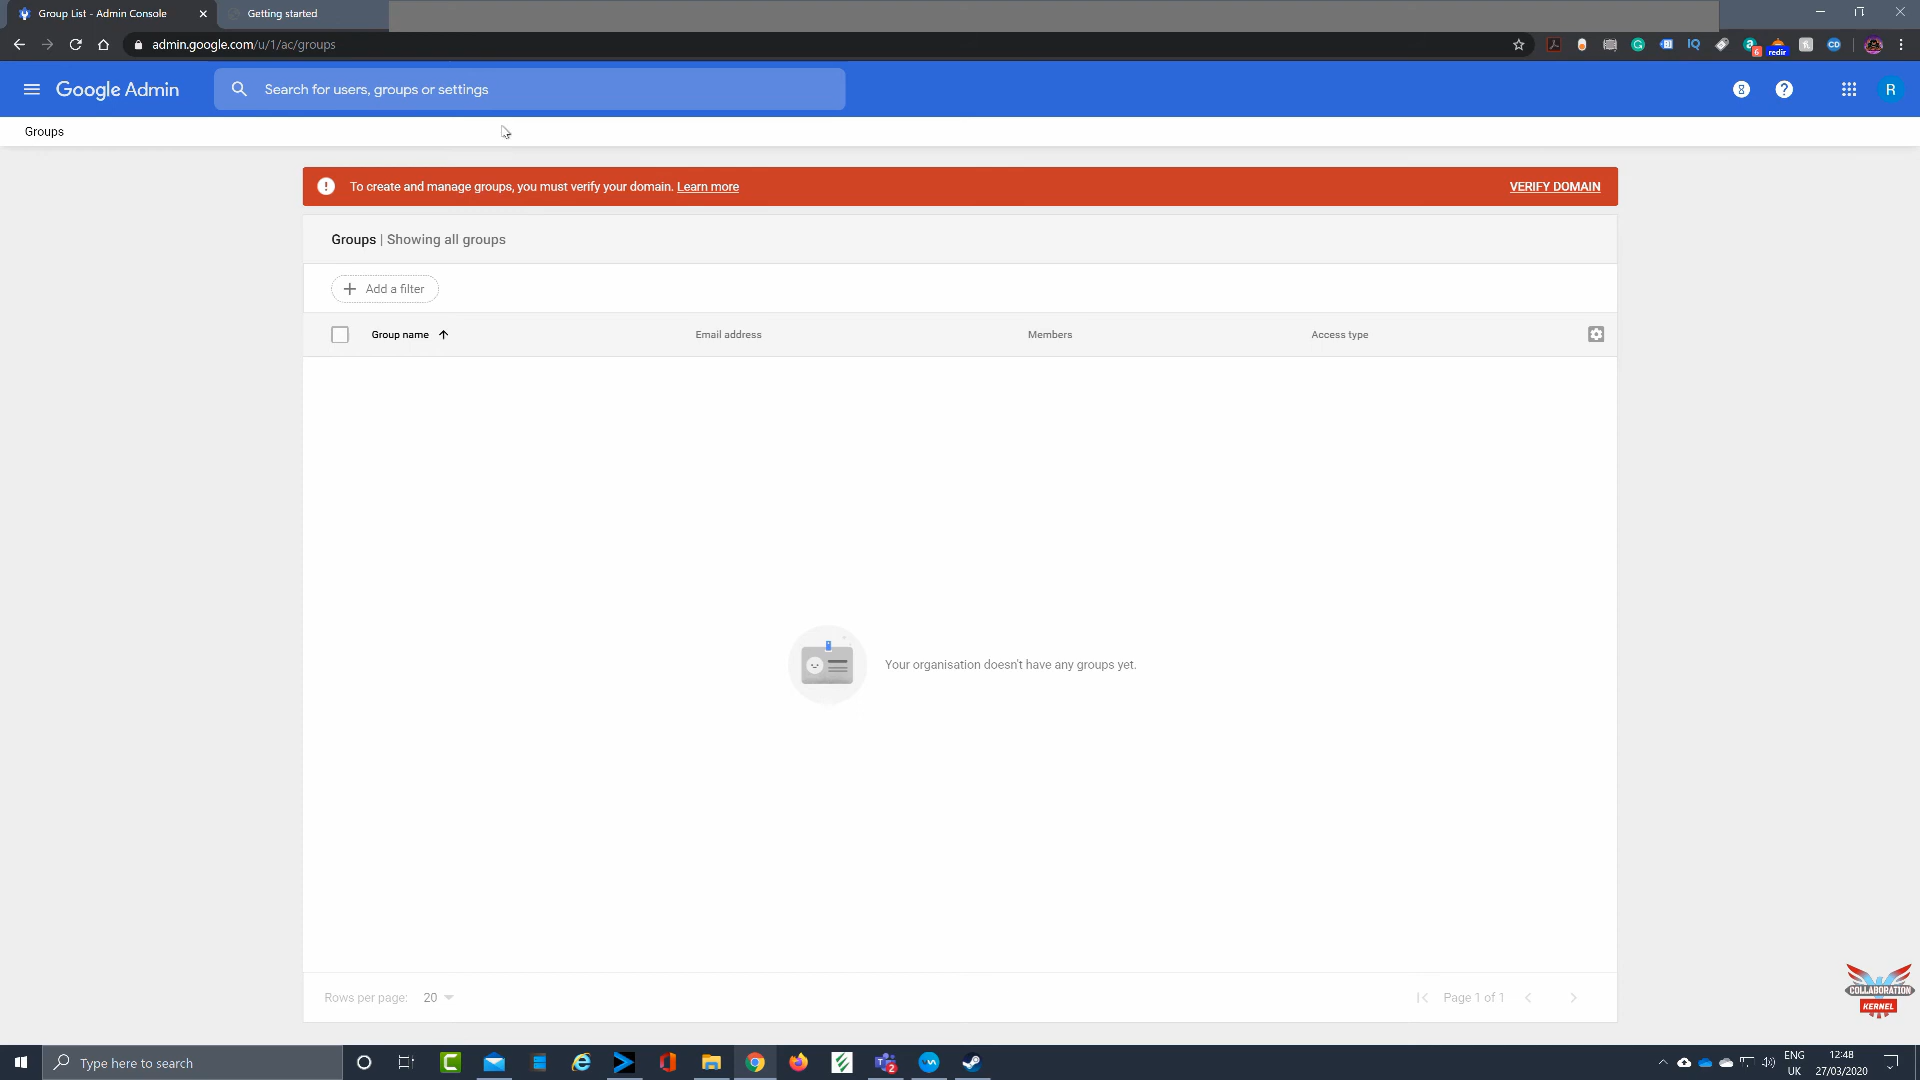 Group List - Admin Console
Getting started
admin.google.com/u/1/ac/groups
redir
Google Admin
Search for users, groups or settings
R
Groups
To create and manage groups, you must verify your domain. Learn more
VERIFY DOMAIN
Groups | Showing all groups
Add a filter
Group name
Email address
Members
Access type
Your organisation doesn't have any groups yet.
Rows per page: 20
Page 1 of 1
COLLABORATION
KERNEL
Type here to search
ENG
UK
12:48
27/03/2020